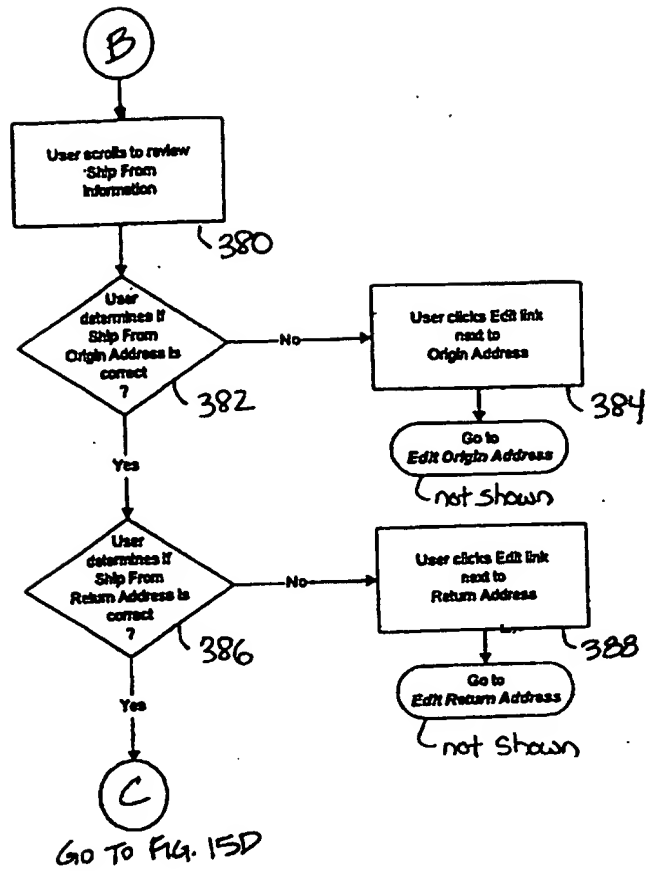 B
User scrolls to review
Ship From
Information
380
User
determines if
Ship From
Origin Address is
correct
?
382
No
User clicks Edit link
next to
Origin Address
384
Go to
Edit Origin Address
not shown
Yes
User
determines if
Ship From
Return Address is
correct
?
386
No
User clicks Edit link
next to
Return Address
388
Go to
Edit Return Address
not shown
Yes
C
GO TO FIG. 15D